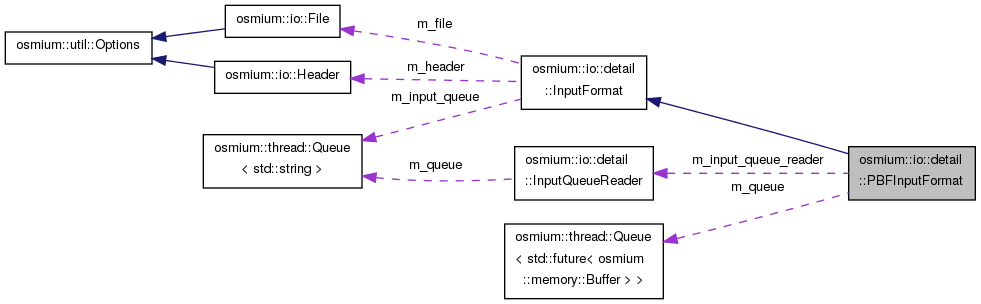 osmium::io::File
osmium::util::Options
m_file
osmium::io::Header
m_header
osmium::io::detail
::InputFormat
m_input_queue
osmium::thread::Queue
< std::string >
m_queue
osmium::io::detail
::InputQueueReader
m_input_queue_reader
osmium::io::detail
::PBFInputFormat
m_queue
osmium::thread::Queue
< std::future< osmium
::memory::Buffer > >